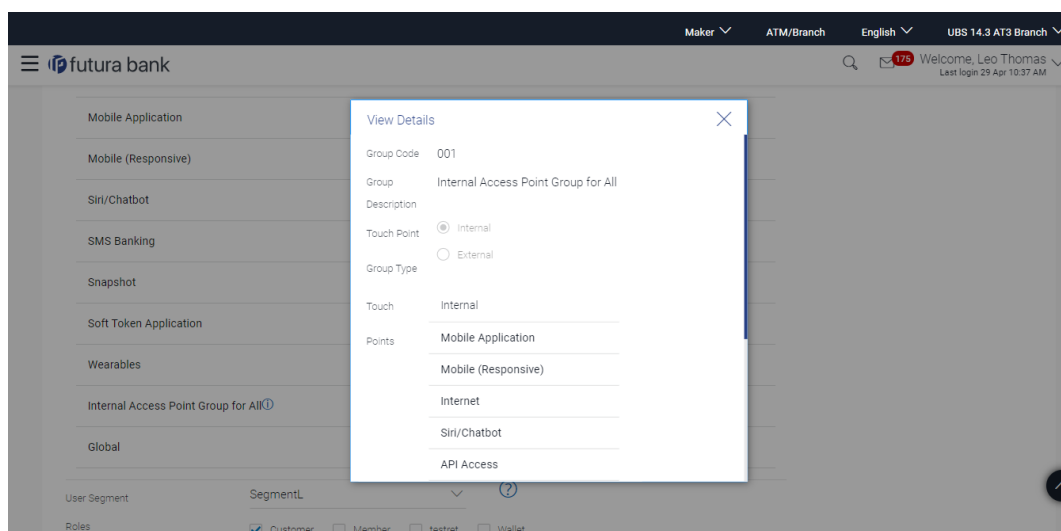 Maker ATM/Branch English UBS 14.3 AT3 Branch
futura bank
175 Welcome, Leo Thomas
Last login 29 Apr 10:37 AM
Mobile Application
Mobile (Responsive)
Siri/Chatbot
SMS Banking
Snapshot
Soft Token Application
Wearables
Internal Access Point Group for All
Global
View Details
Group Code 001
Group Internal Access Point Group for All
Description
Touch Point Internal
External
Group Type
Touch Internal
Points Mobile Application
Mobile (Responsive)
Internet
Siri/Chatbot
API Access
User Segment SegmentL
Roles Customer Member testret Wallet